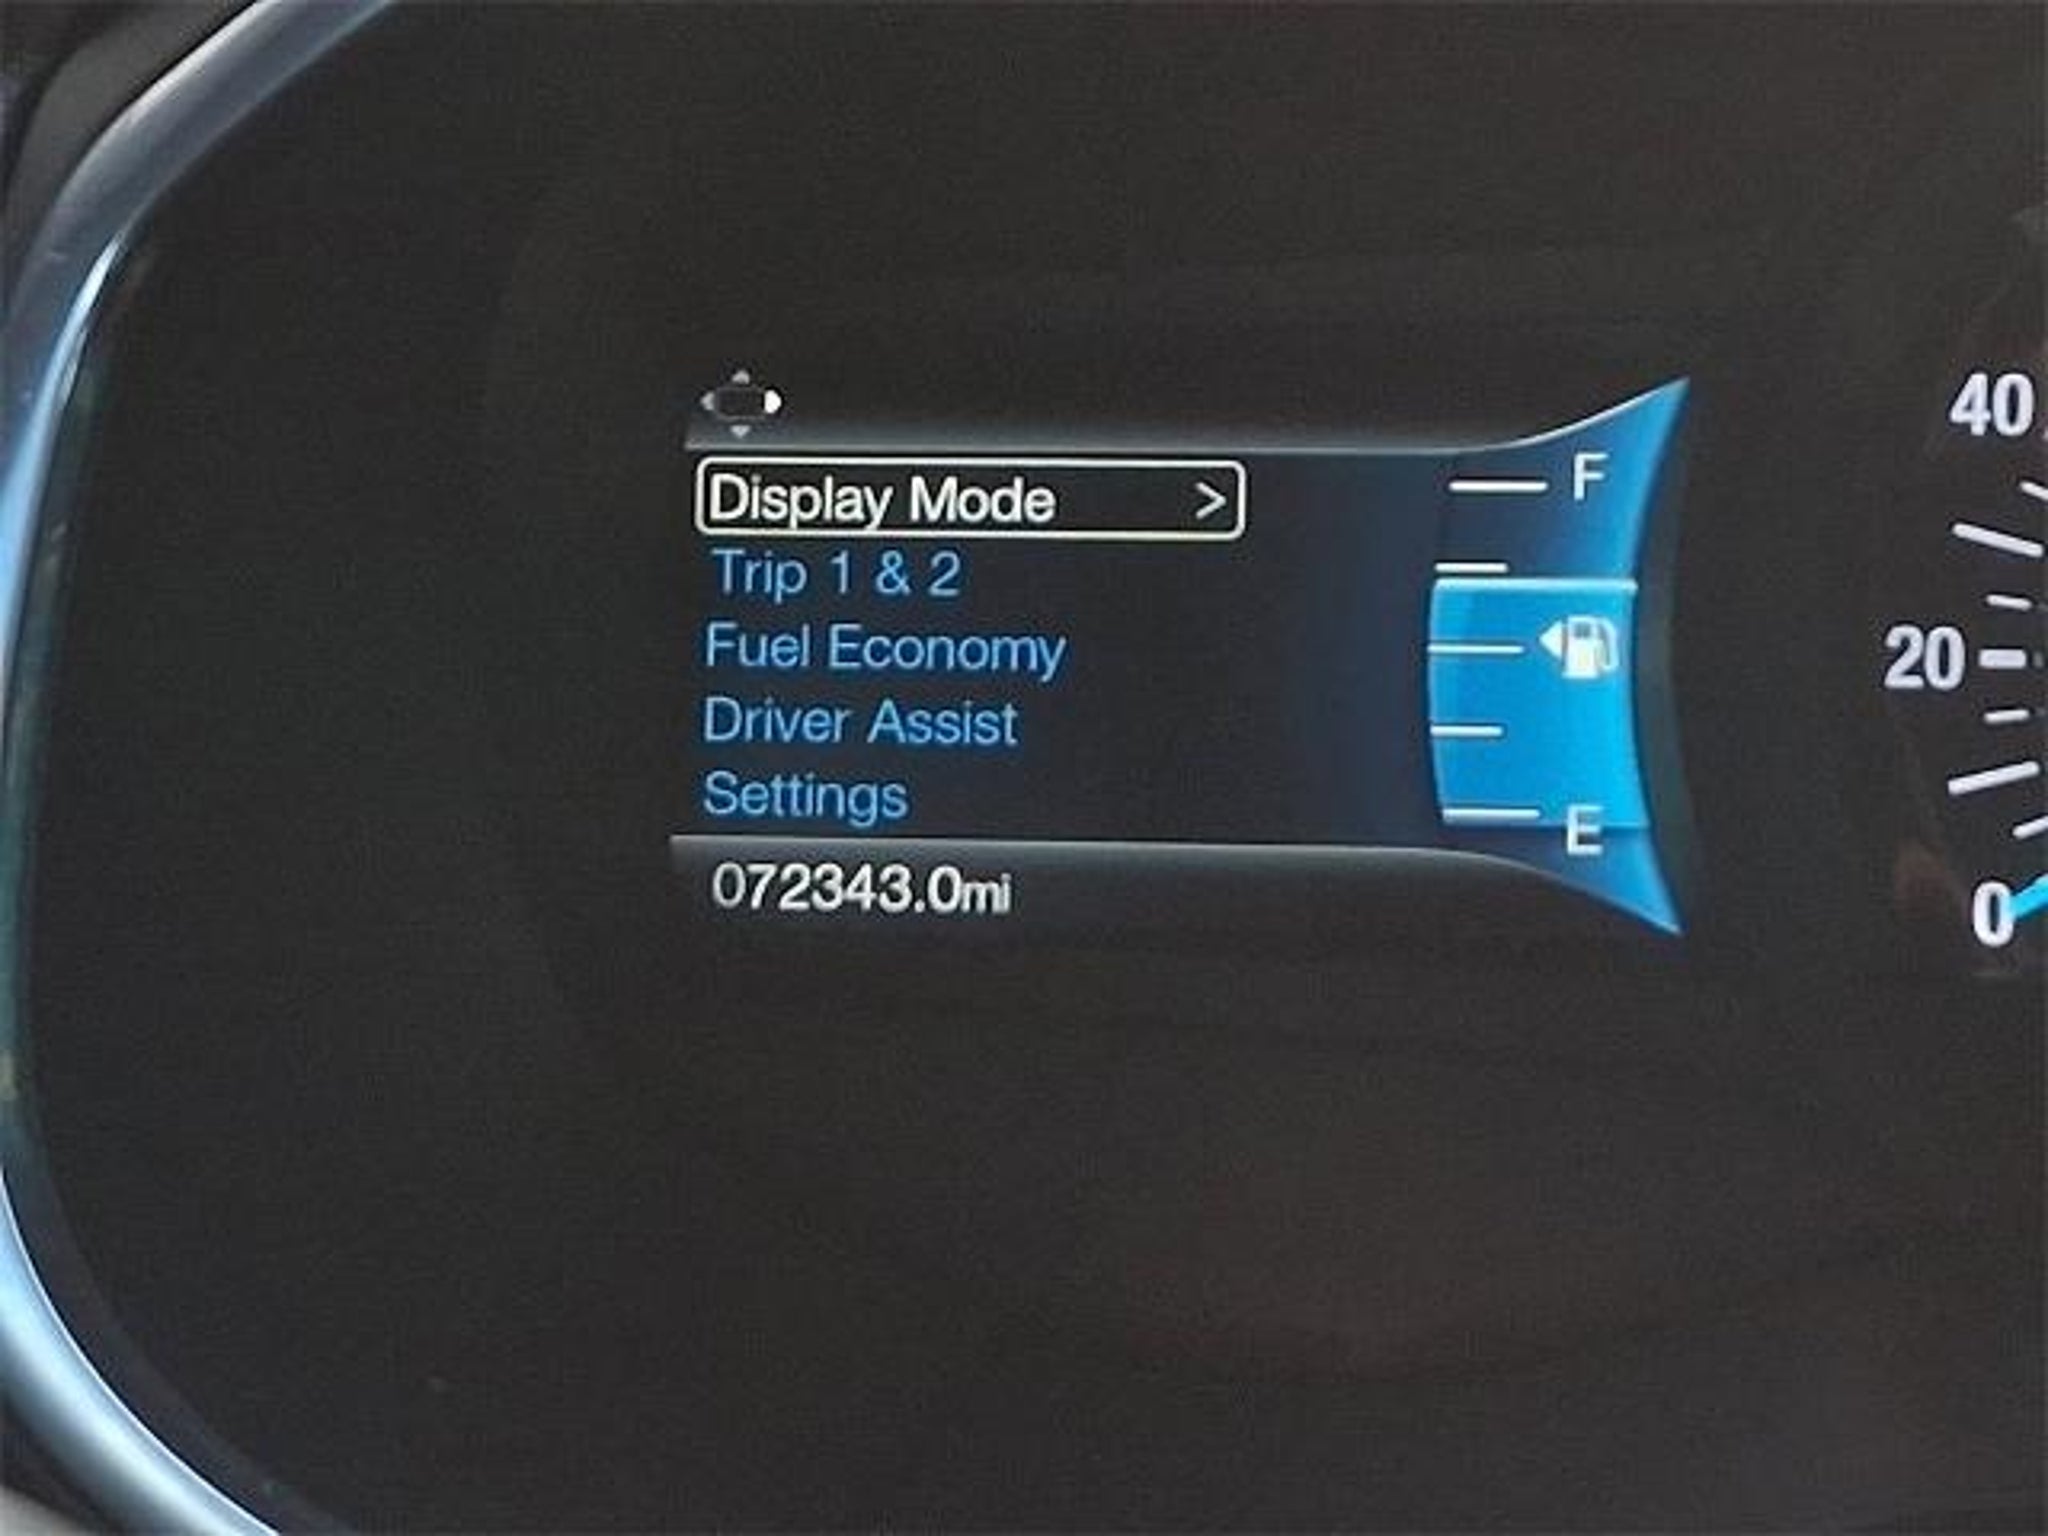 Display Mode >
Trip 1 & 2
Fuel Economy
Driver Assist
Settings
072343.0mi
F
E
40
20
0